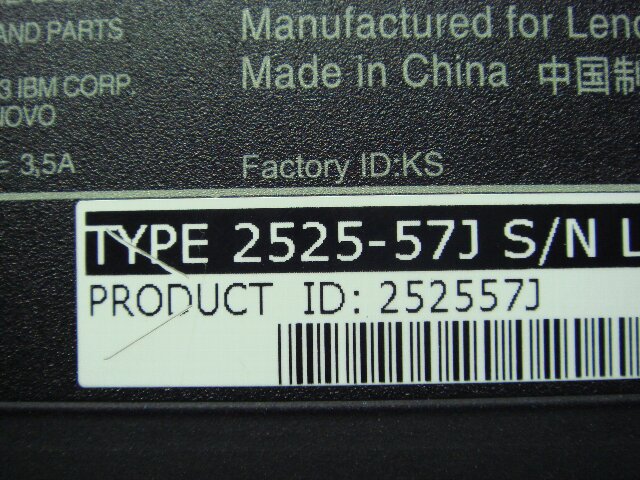 AND PARTS
3 IBM CORP.
NOVO
3,5A
Manufactured for Leno
Made in China 中国制
Factory ID:KS
TYPE 2525-57J S/N L
PRODUCT ID: 252557J